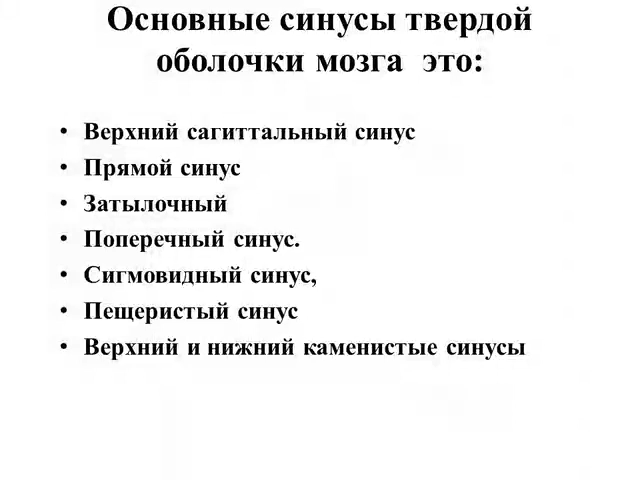 Основные синусы твердой
оболочки мозга это:
• Верхний сагиттальный синус
• Прямой синус
• Затылочный
• Поперечный синус.
• Сигмовидный синус,
• Пещеристый синус
• Верхний и нижний каменистые синусы